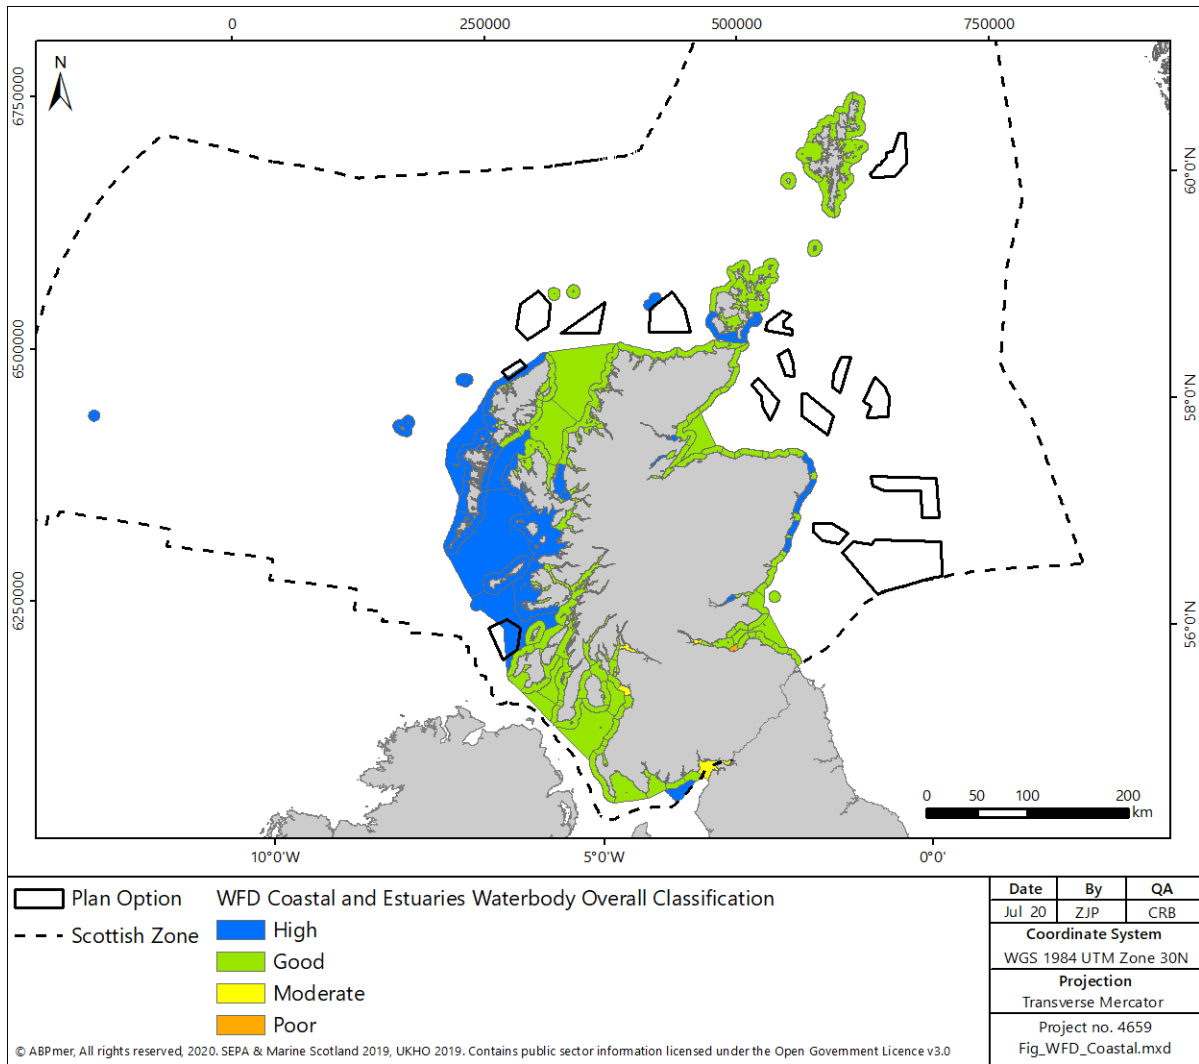 0 250000 500000 750000
N
6750000
6500000
6250000
60°0'N
58°0'N
56°0'N
0 50 100 200
km
10°0'W 5°0'W 0°0'
Plan Option
Scottish Zone
WFD Coastal and Estuaries Waterbody Overall Classification
High
Good
Moderate
Poor
Date By QA
Jul 20 ZJP CRB
Coordinate System
WGS 1984 UTM Zone 30N
Projection
Transverse Mercator
Project no. 4659
Fig_WFD_Coastal.mxd
© ABPmer, All rights reserved, 2020. SEPA & Marine Scotland 2019, UKHO 2019. Contains public sector information licensed under the Open Government Licence v3.0